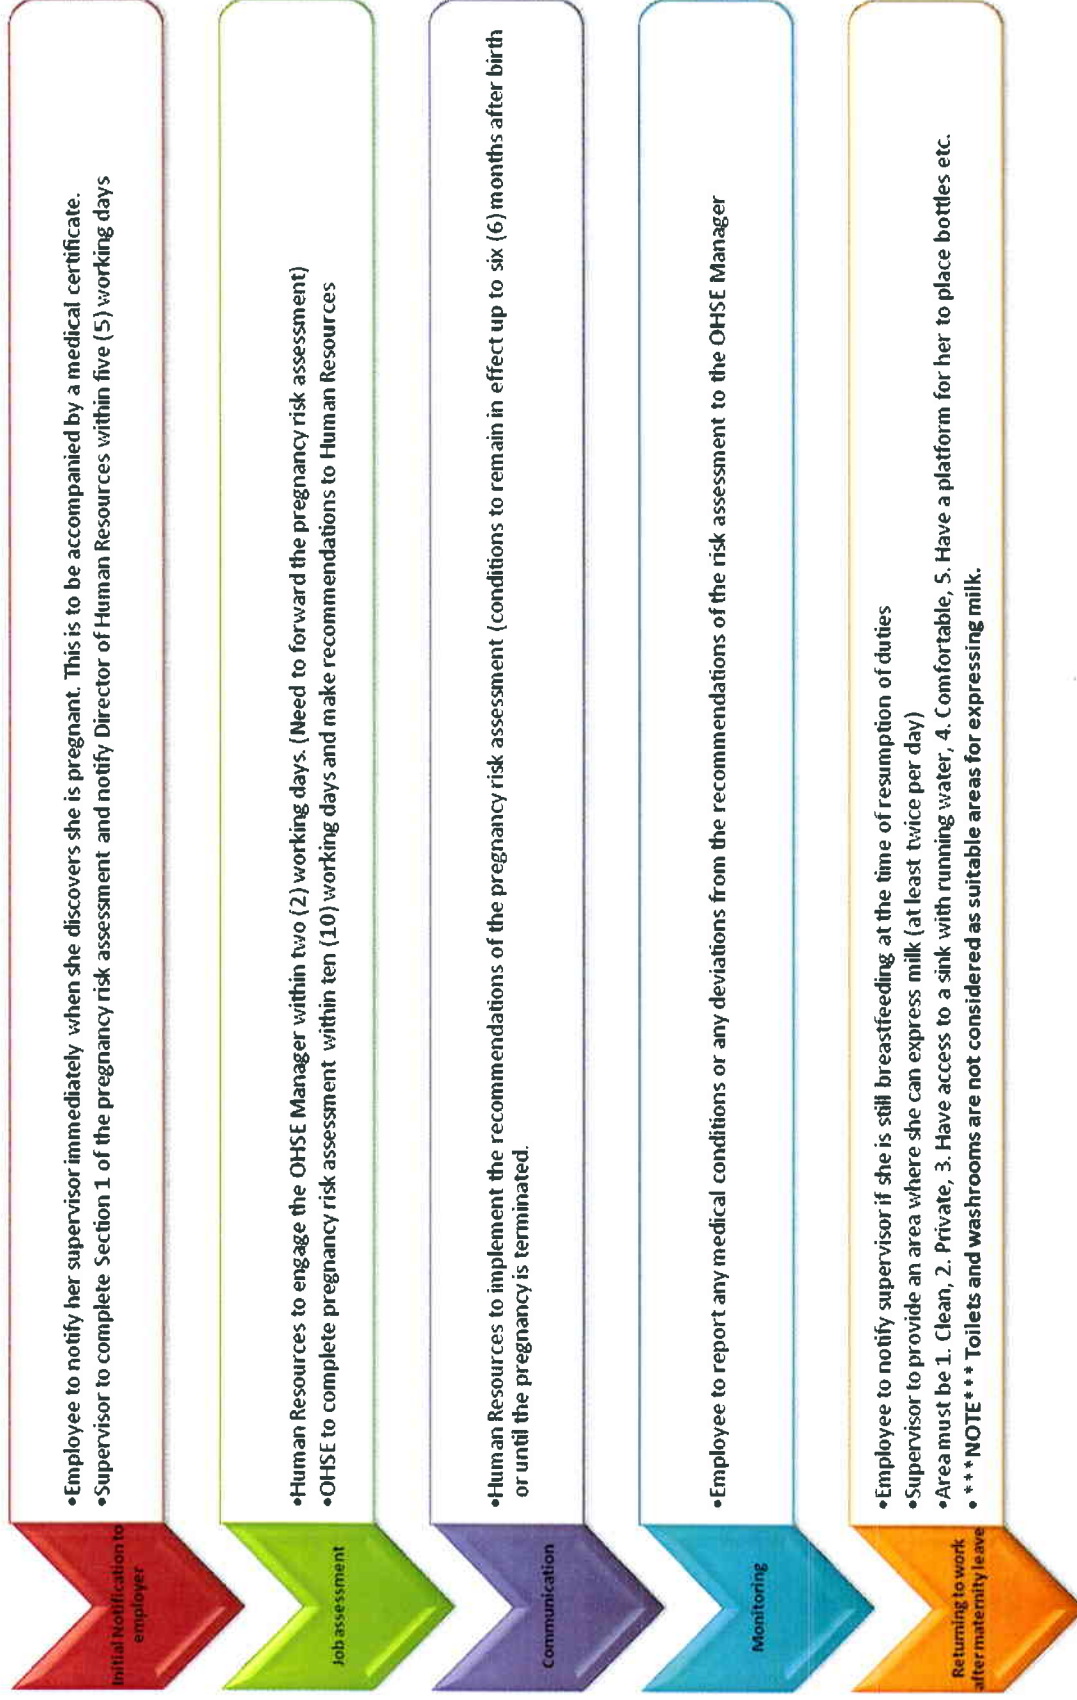 Initial Notification to
employer
•Employee to notify her supervisor immediately when she discovers she is pregnant. This is to be accompanied by a medical certificate.
•Supervisor to complete Section 1 of the pregnancy risk assessment and notify Director of Human Resources within five (5) working days
Job assessment
•Human Resources to engage the OHSE Manager within two (2) working days. (Need to forward the pregnancy risk assessment)
•OHSE to complete pregnancy risk assessment within ten (10) working days and make recommendations to Human Resources
Communication
•Human Resources to implement the recommendations of the pregnancy risk assessment (conditions to remain in effect up to six (6) months after birth
or until the pregnancy is terminated.
Monitoring
•Employee to report any medical conditions or any deviations from the recommendations of the risk assessment to the OHSE Manager
Returning to work
after maternity leave
•Employee to notify supervisor if she is still breastfeeding at the time of resumption of duties
•Supervisor to provide an area where she can express milk (at least twice per day)
•Area must be 1. Clean, 2. Private, 3. Have access to a sink with running water, 4. Comfortable, 5. Have a platform for her to place bottles etc.
• ***NOTE*** Toilets and washrooms are not considered as suitable areas for expressing milk.